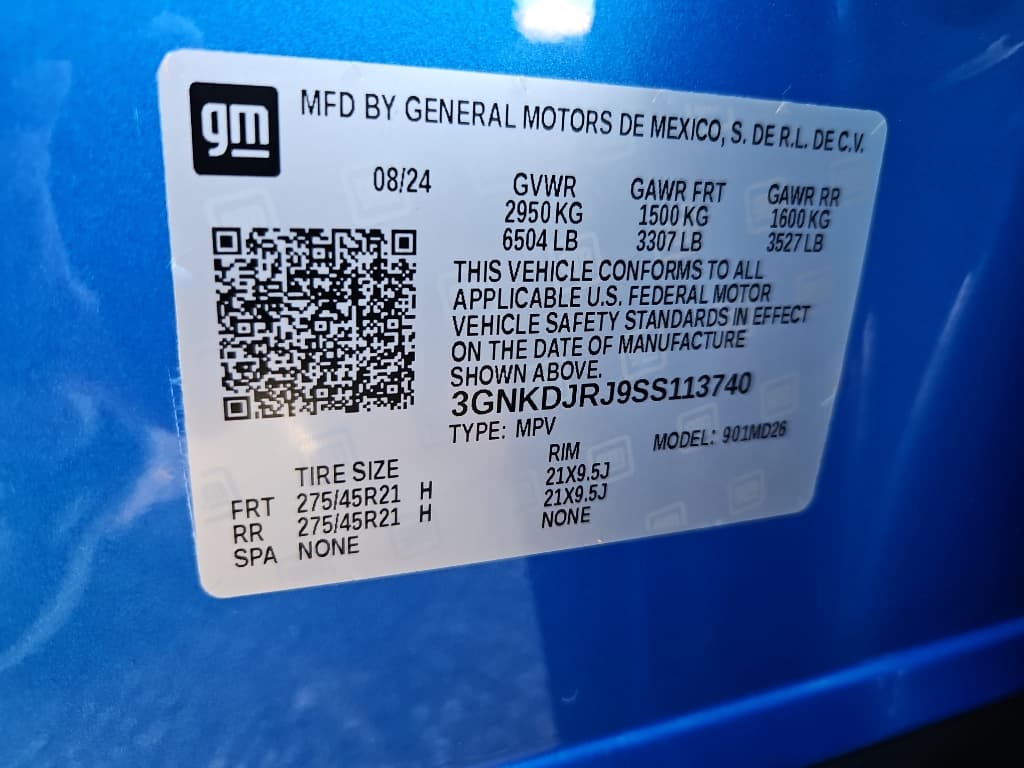 gm
MFD BY GENERAL MOTORS DE MEXICO, S. DE R.L. DE C.V.
08/24 GVWR GAWR FRT GAWR RR
2950 KG 1500 KG 1600 KG
6504 LB 3307 LB 3527 LB
THIS VEHICLE CONFORMS TO ALL
APPLICABLE U.S. FEDERAL MOTOR
VEHICLE SAFETY STANDARDS IN EFFECT
ON THE DATE OF MANUFACTURE
SHOWN ABOVE.
3GNKDJRJ9SS113740
TYPE: MPV MODEL: 901MD26
TIRE SIZE RIM
FRT 275/45R21 H 21X9.5J
RR 275/45R21 H 21X9.5J
SPA NONE NONE